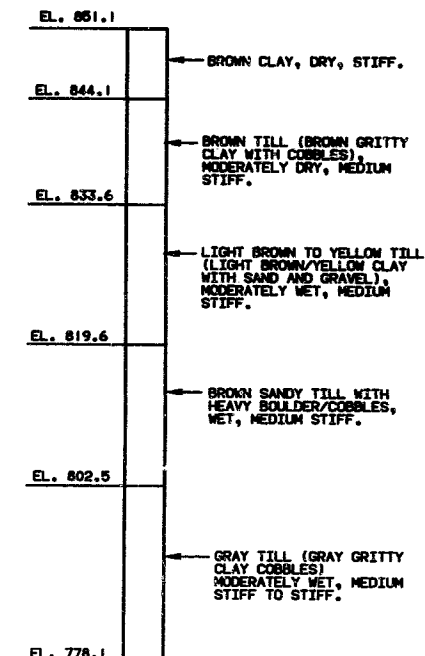 EL. 851.1
BROWN CLAY, DRY, STIFF.
EL. 844.1
BROWN TILL (BROWN GRITTY
CLAY WITH COBBLES),
MODERATELY DRY, MEDIUM
STIFF.
EL. 833.6
LIGHT BROWN TO YELLOW TILL
(LIGHT BROWN/YELLOW CLAY
WITH SAND AND GRAVEL),
MODERATELY WET, MEDIUM
STIFF.
EL. 819.6
BROWN SANDY TILL WITH
HEAVY BOULDER/COBBLES,
WET, MEDIUM STIFF.
EL. 802.5
GRAY TILL (GRAY GRITTY
CLAY COBBLES)
MODERATELY WET, MEDIUM
STIFF TO STIFF.
EL. 778.1